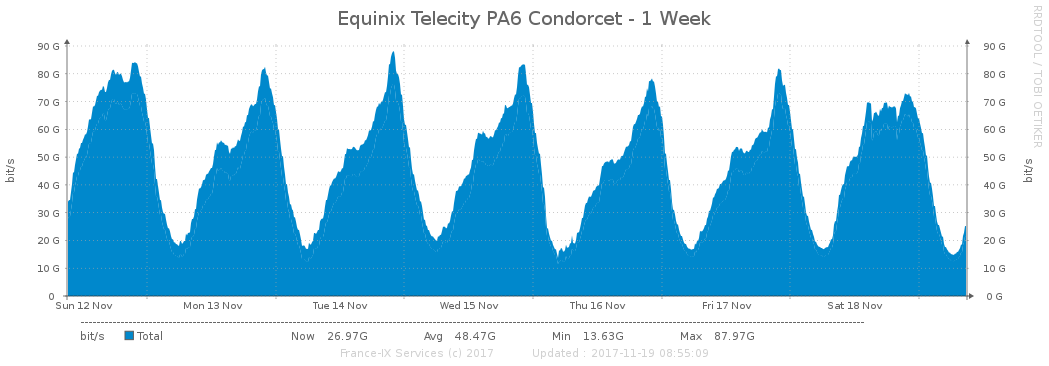 Equinix Telecity PA6 Condorcet - 1 Week
RRDTOOL / TOBI OETIKER
bit/s
90 G
80 G
70 G
60 G
50 G
40 G
30 G
20 G
10 G
0
90 G
80 G
70 G
60 G
50 G
40 G
30 G
20 G
10 G
0 G
bit/s
Sun 12 Nov Mon 13 Nov Tue 14 Nov Wed 15 Nov Thu 16 Nov Fri 17 Nov Sat 18 Nov
bit/s Total Now 26.97G Avg 48.47G Min 13.63G Max 87.97G
France-IX Services (c) 2017 Updated : 2017-11-19 08:55:09